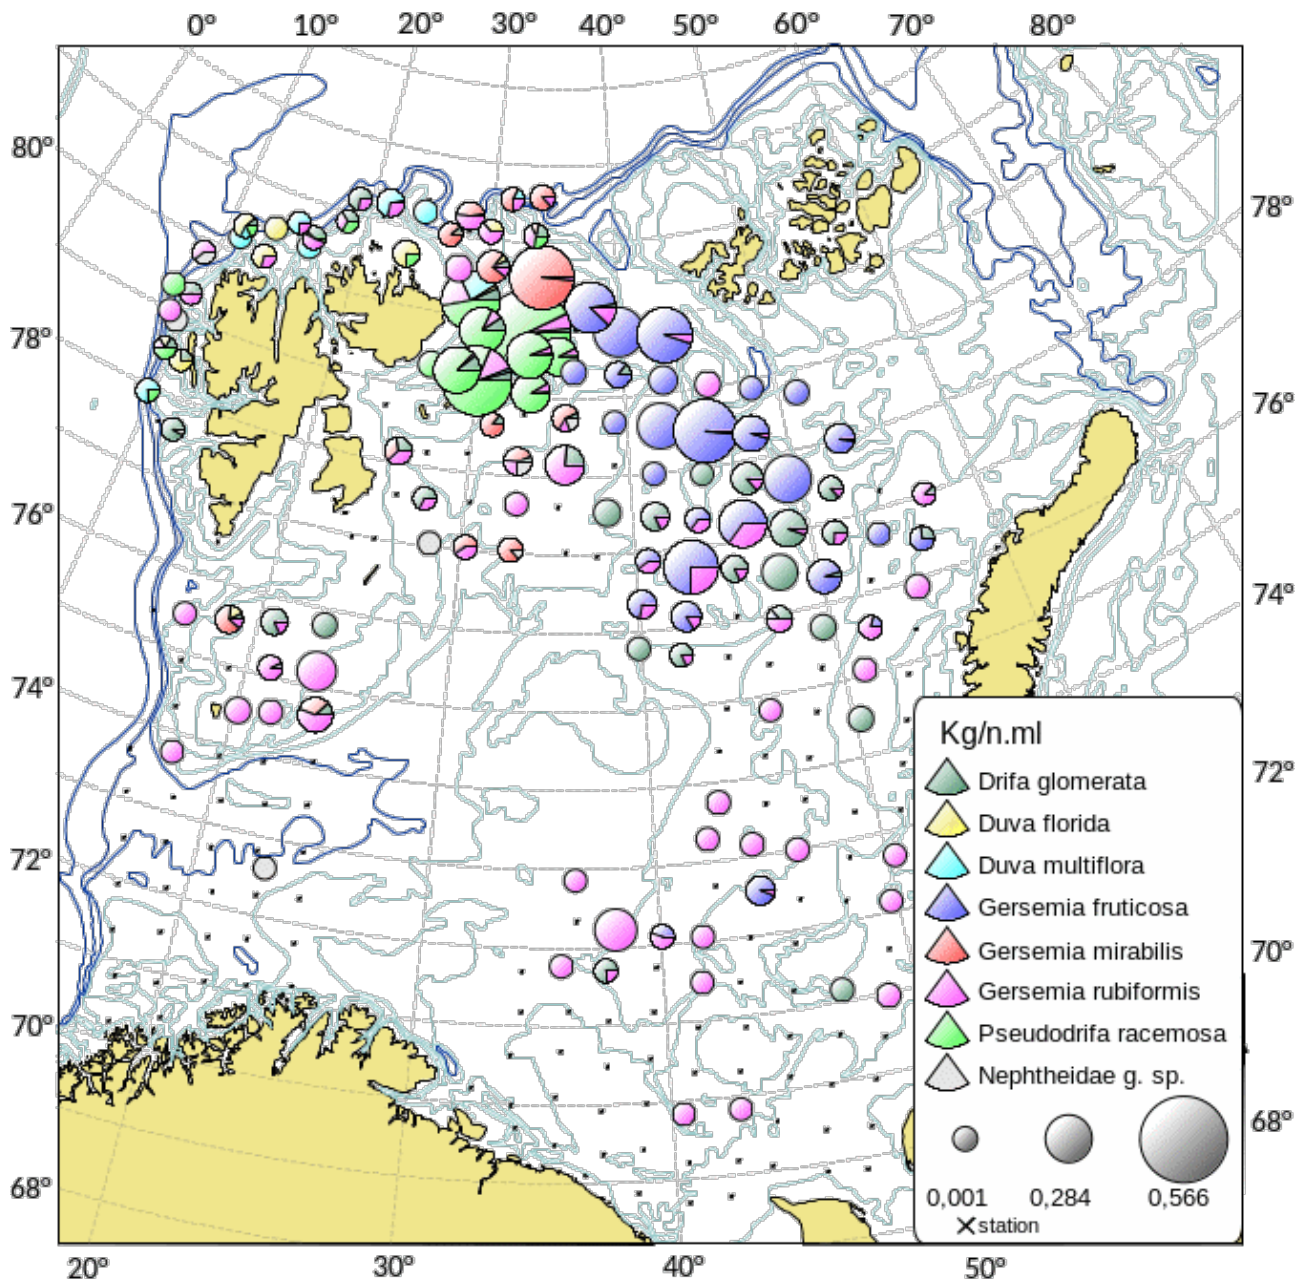 0° 10° 20° 30° 40° 50° 60° 70° 80°
80°
78°
78°
76°
76°
74°
74°
72°
72°
70°
70°
68°
68°
20° 30° 40° 50°
Kg/n.ml
Drifa glomerata
Duva florida
Duva multiflora
Gersemia fruticosa
Gersemia mirabilis
Gersemia rubiformis
Pseudodrifa racemosa
Nephtheidae g. sp.
0,001 0,284 0,566
station